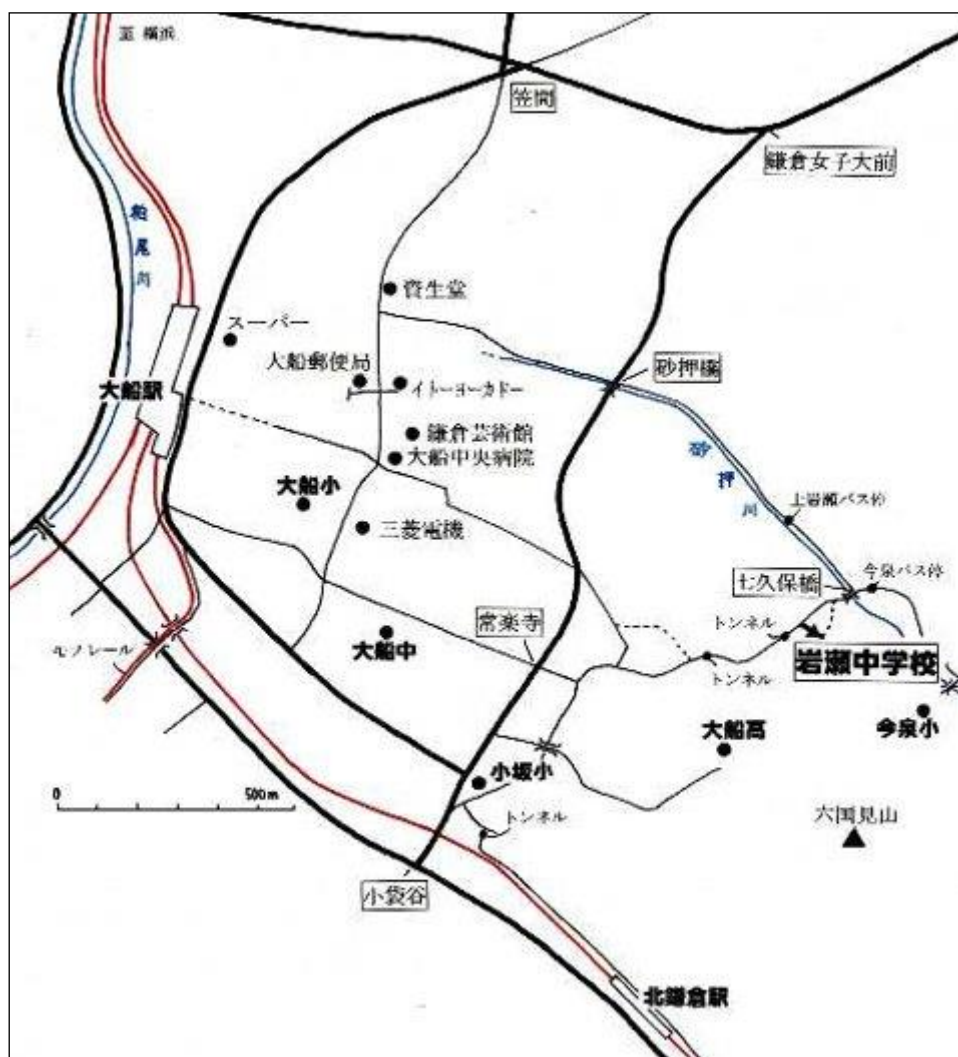 至 横浜
笠間
鎌倉女子大前
柏尾川
資生堂
スーパー
大船郵便局
イトーヨーカドー
砂押橋
大船駅
鎌倉芸術館
大船中央病院
砂押川
大船小
上岩瀬バス停
三菱電機
今泉バス停
七久保橋
常楽寺
トンネル
モノレール
大船中
岩瀬中学校
トンネル
大船高
今泉小
小坂小
0
500m
トンネル
六国見山
小袋谷
北鎌倉駅